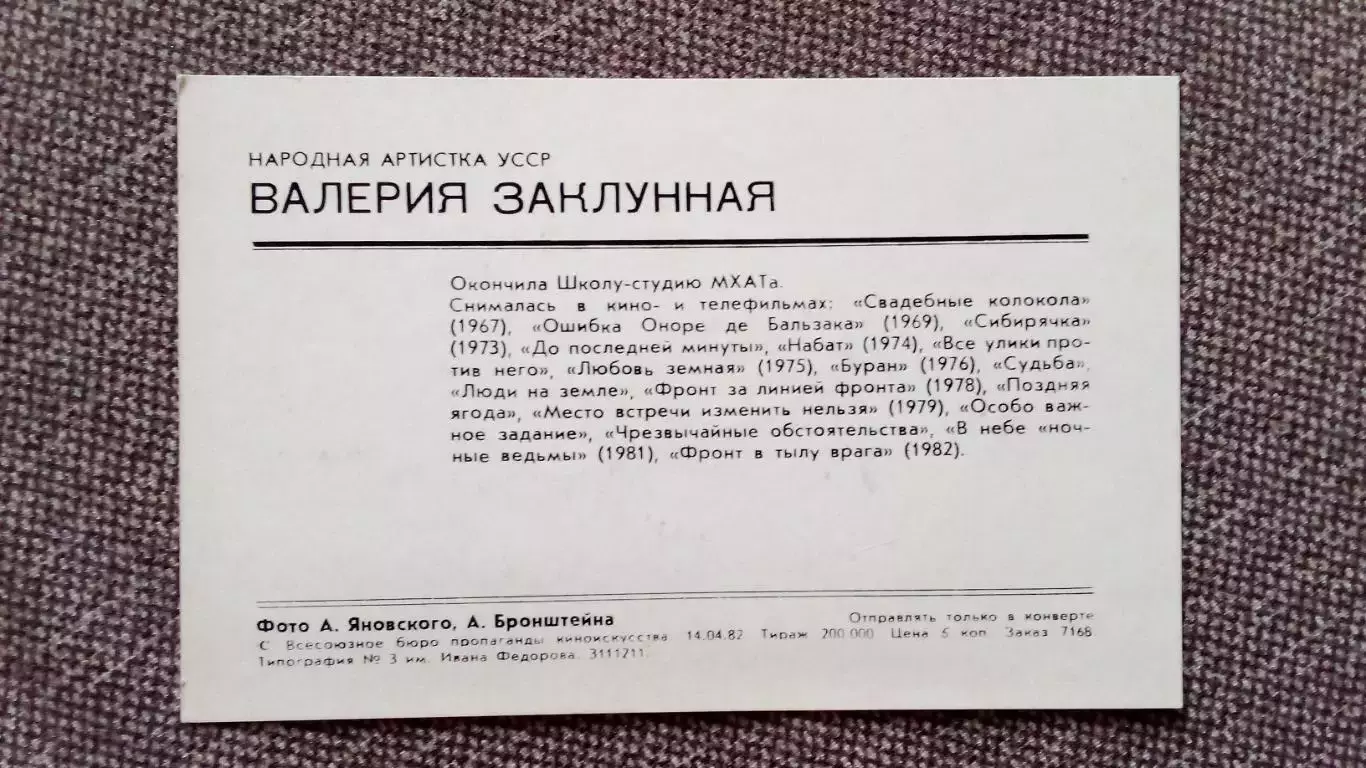 НАРОДНАЯ АРТИСТКА УССР
ВАЛЕРИЯ ЗАКЛУННАЯ
Окончила Школу-студию МХАТа.
Снималась в кино- и телефильмах: «Свадебные колокола»
(1967), «Ошибка Оноре де Бальзака» (1969), «Сибирячка»
(1973), «До последней минуты», «Набат» (1974), «Все улики про-
тив него», «Любовь земная» (1975), «Буран» (1976), «Судьба»,
«Люди на земле», «Фронт за линией фронта» (1978), «Поздняя
ягода», «Место встречи изменить нельзя» (1979), «Особо важ-
ное задание», «Чрезвычайные обстоятельства», «В небе «ноч-
ные ведьмы» (1981), «Фронт в тылу врага» (1982).
Фото А. Яновского, А. Бронштейна
Отправлять только в конверте
С Всесоюзное бюро пропаганды киноискусства 14.04.82 Тираж 200 000 Цена 5 коп. Заказ 7168
Типография № 3 им. Ивана Федорова. 3111211.